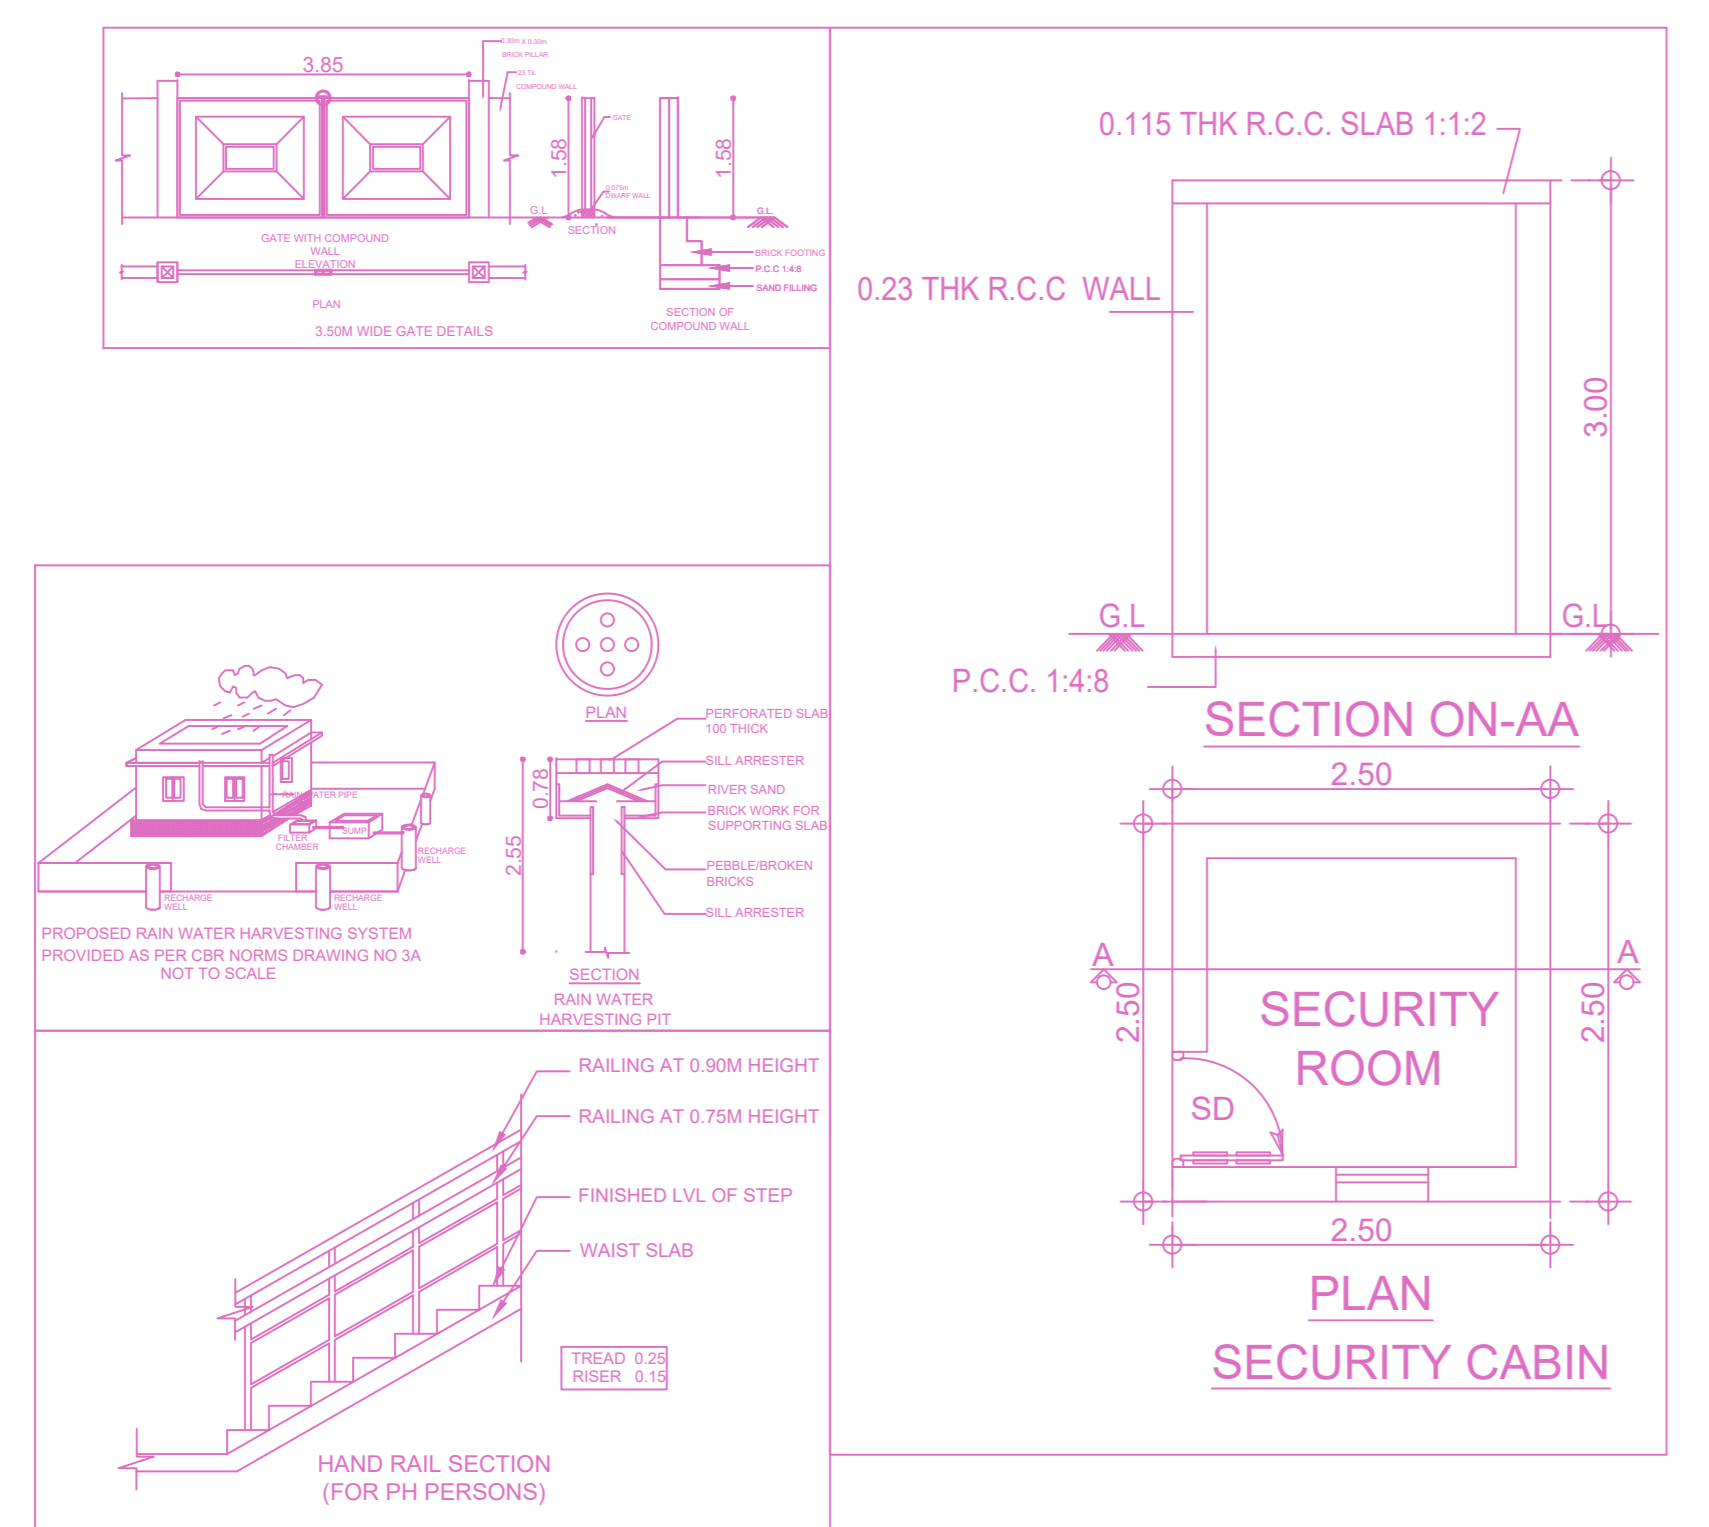 3.85
0.30m X 0.30m
BRICK PILLAR
23 Tk.
COMPOUND WALL
1.58
GATE
0.075m
DWARF WALL
G.L
SECTION
1.58
G.L.
GATE WITH COMPOUND
WALL
ELEVATION
PLAN
3.50M WIDE GATE DETAILS
BRICK FOOTING
P.C.C 1:4:8
SAND FILLING
SECTION OF
COMPOUND WALL
RAIN WATER PIPE
FILTER
CHAMBER
SUMP
RECHARGE
WELL
RECHARGE
WELL
RECHARGE
WELL
PROPOSED RAIN WATER HARVESTING SYSTEM
PROVIDED AS PER CBR NORMS DRAWING NO 3A
NOT TO SCALE
PLAN
PERFORATED SLAB
100 THICK
SILL ARRESTER
RIVER SAND
BRICK WORK FOR
SUPPORTING SLAB
PEBBLE/BROKEN
BRICKS
SILL ARRESTER
0.78
2.55
SECTION
RAIN WATER
HARVESTING PIT
RAILING AT 0.90M HEIGHT
RAILING AT 0.75M HEIGHT
FINISHED LVL OF STEP
WAIST SLAB
TREAD 0.25
RISER 0.15
HAND RAIL SECTION
(FOR PH PERSONS)
0.115 THK R.C.C. SLAB 1:1:2
0.23 THK R.C.C WALL
3.00
G.L
G.L
P.C.C. 1:4:8
SECTION ON-AA
2.50
A
A
2.50
2.50
SECURITY
ROOM
SD
2.50
PLAN
SECURITY CABIN